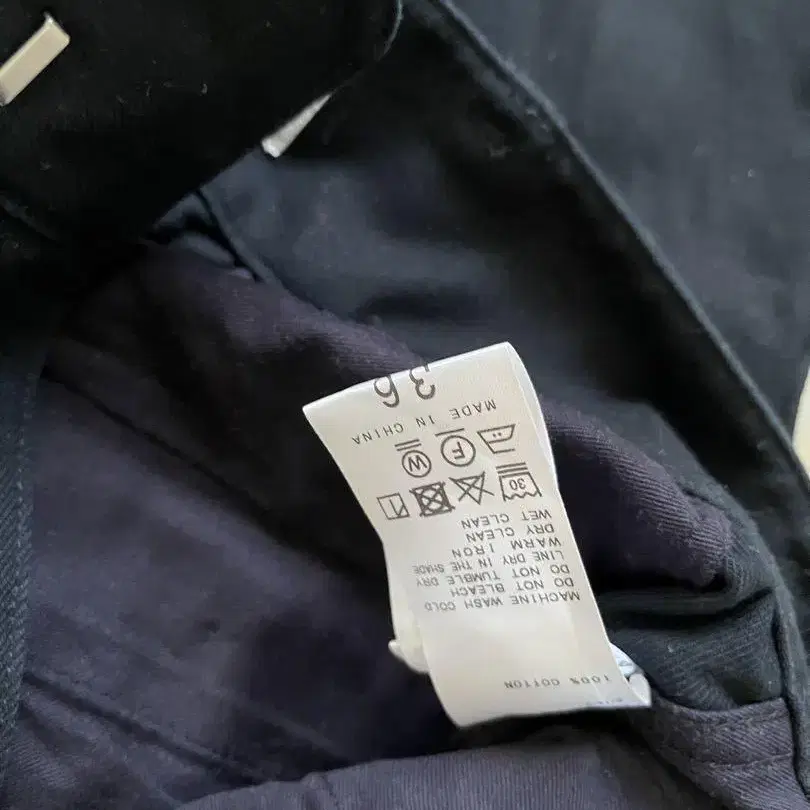 100% COTTON
MACHINE WASH COLD
DO NOT BLEACH
DO NOT TUMBLE DRY
LINE DRY IN THE SHADE
WARM IRON
DRY CLEAN
WET CLEAN
30
F W
MADE IN CHINA
36